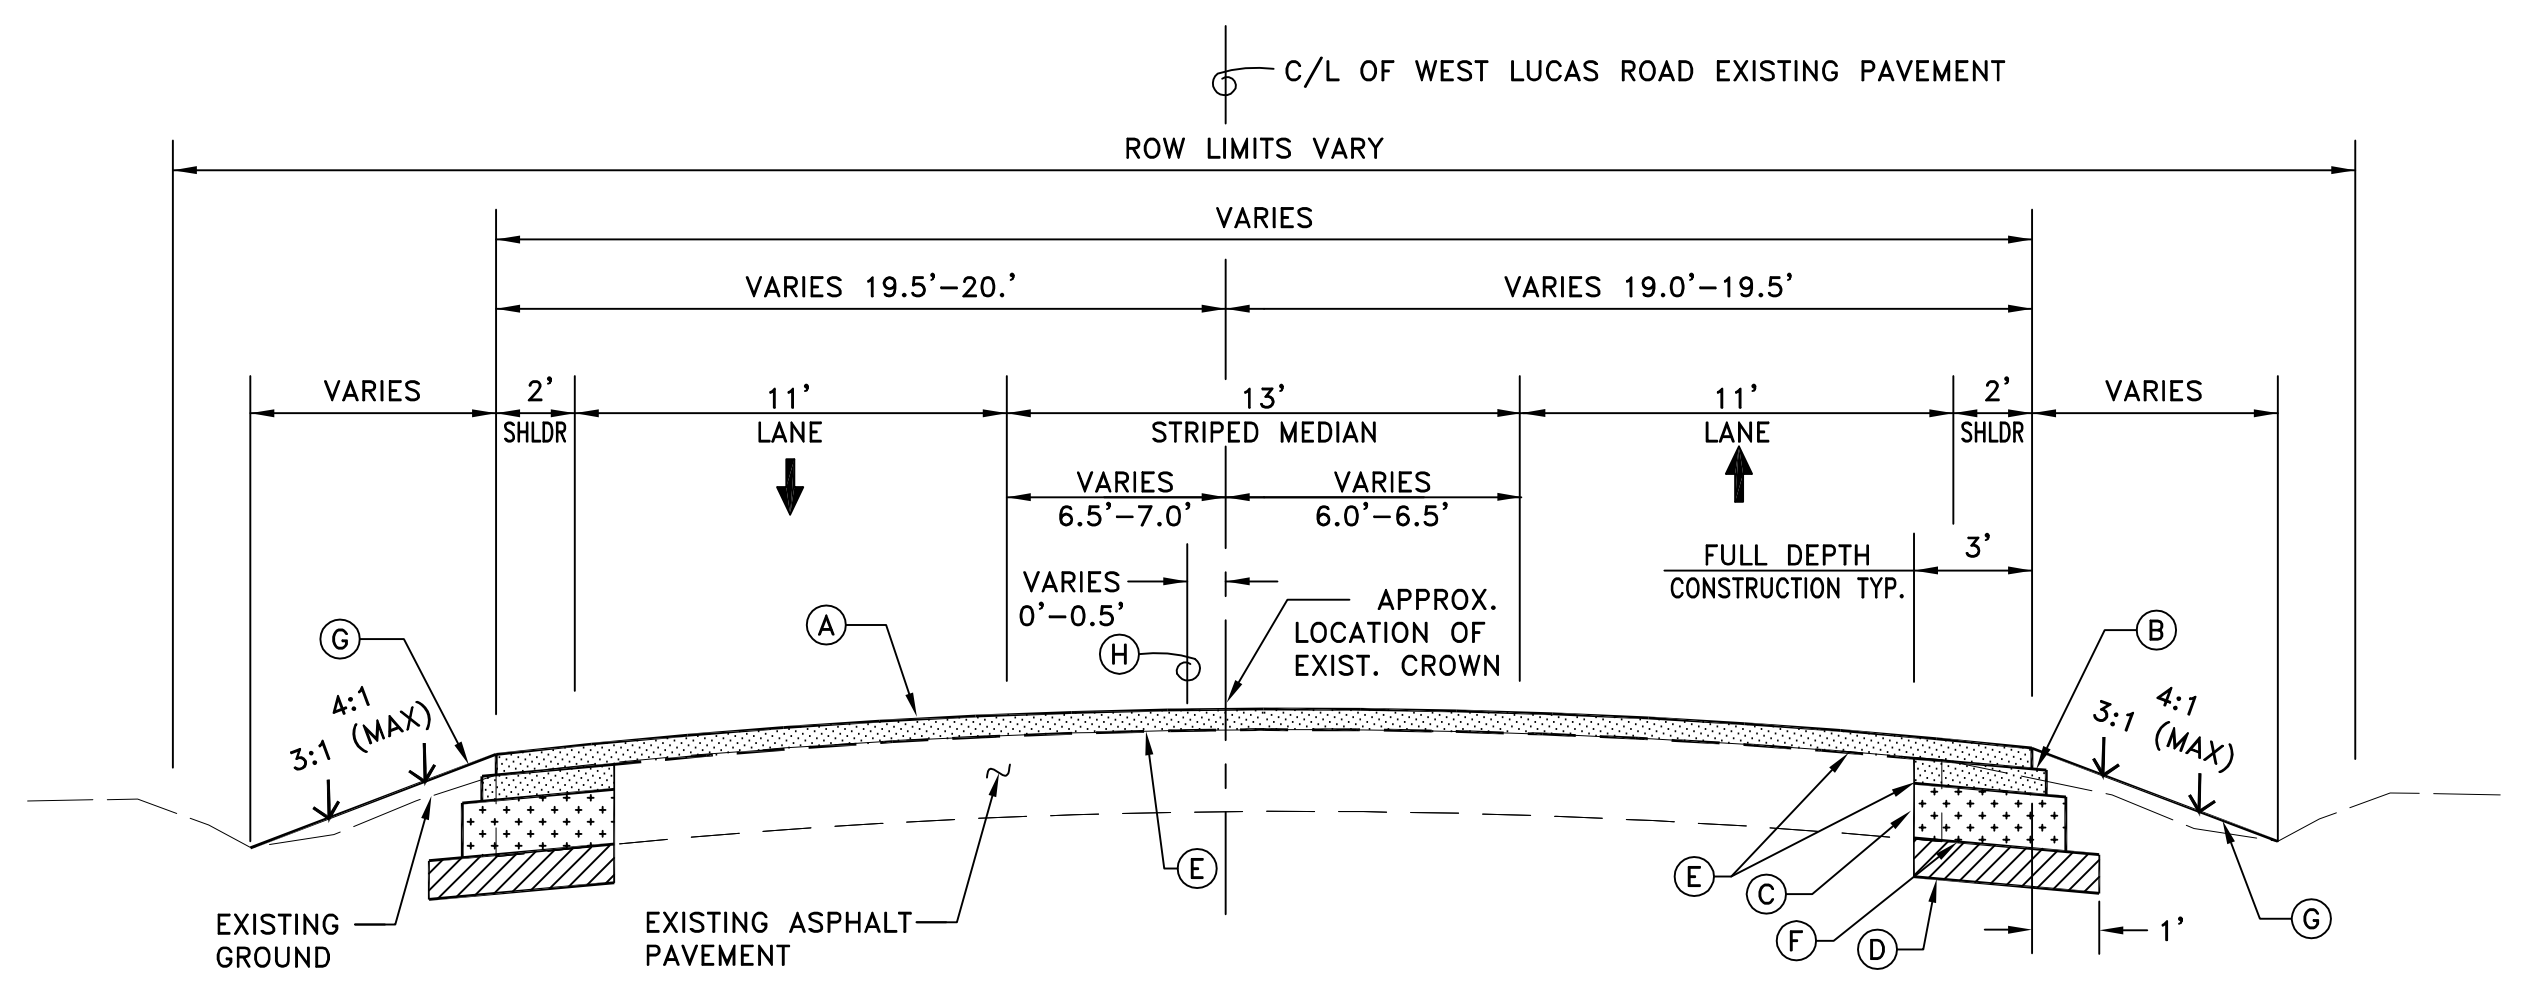 C/L OF WEST LUCAS ROAD EXISTING PAVEMENT
ROW LIMITS VARY
VARIES
VARIES 19.5'-20.'
VARIES 19.0'-19.5'
VARIES
2'
SHLDR
11'
LANE
13'
STRIPED MEDIAN
11'
LANE
2'
SHLDR
VARIES
VARIES
6.5'-7.0'
VARIES
6.0'-6.5'
FULL DEPTH
CONSTRUCTION TYP.
3'
VARIES
0'-0.5'
APPROX.
LOCATION OF
EXIST. CROWN
G
A
H
B
4:1
(MAX)
3:1
3:1
4:1
(MAX)
E
E
C
F
D
G
1'
EXISTING
GROUND
EXISTING ASPHALT
PAVEMENT